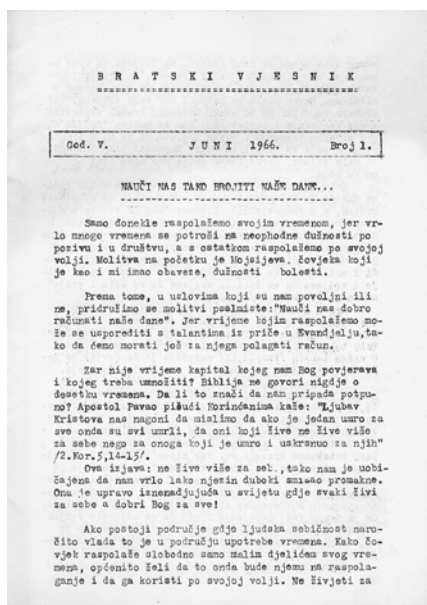 BRATSKI VJESNIK
God. V. JUNI 1966. Broj 1.
NAUČI NAS TAKO BROJITI NAŠE DANE...
Samo donekle raspolažemo svojim vremenom, jer vr-
lo mnogo vremena se potroši na neophodne dužnosti po
pozivu i u društvu, a s ostatkom raspolažemo po svojoj
volji. Molitva na početku je Mojsijeva, čovjeka koji
je kao i mi imao obaveze, dužnosti bolesti.
Prema tome, u uslovima koji su nam povoljni ili
ne, pridružimo se molitvi psalmiste:"Nauči nas dobro
računati naše dane". Jer vrijeme kojim raspolažemo mo-
že se usporediti s talantima iz priče u Evandjelju,ta-
ko da ćemo morati još za njega polagati račun.
Zar nije vrijeme kapital kojeg nam Bog povjerava
i kojeg treba umnožiti? Biblija ne govori nigdje o
desetku vremena. Da li to znači da nam pripada potpu-
no? Apostol Pavao pišući Korinćanima kaže: "Ljubav
Kristova nas nagoni da mislimo da ako je jedan umro za
sve onda su svi umrli, da oni koji žive ne žive više
za sebe nego za onoga koji je umro i uskrsnuo za njih"
/2.Kor.5,14-15/.
Ova izjava: ne žive više za seb.,tako nam je uobi-
čajena da nam vrlo lako njezin duboki smisao promakne.
Ona je upravo iznenadjujuća u svijetu gdje svaki živi
za sebe a dobri Bog za sve!
Ako postoji područje gdje ljudska sebičnost naro-
čito vlada to je u području upotrebe vremena. Kako čo-
vjek raspolaže slobodno samo malim djelićem svog vre-
mena, općenito želi da to onda bude njemu na raspola-
ganje i da ga koristi po svojoj volji. Ne živjeti za